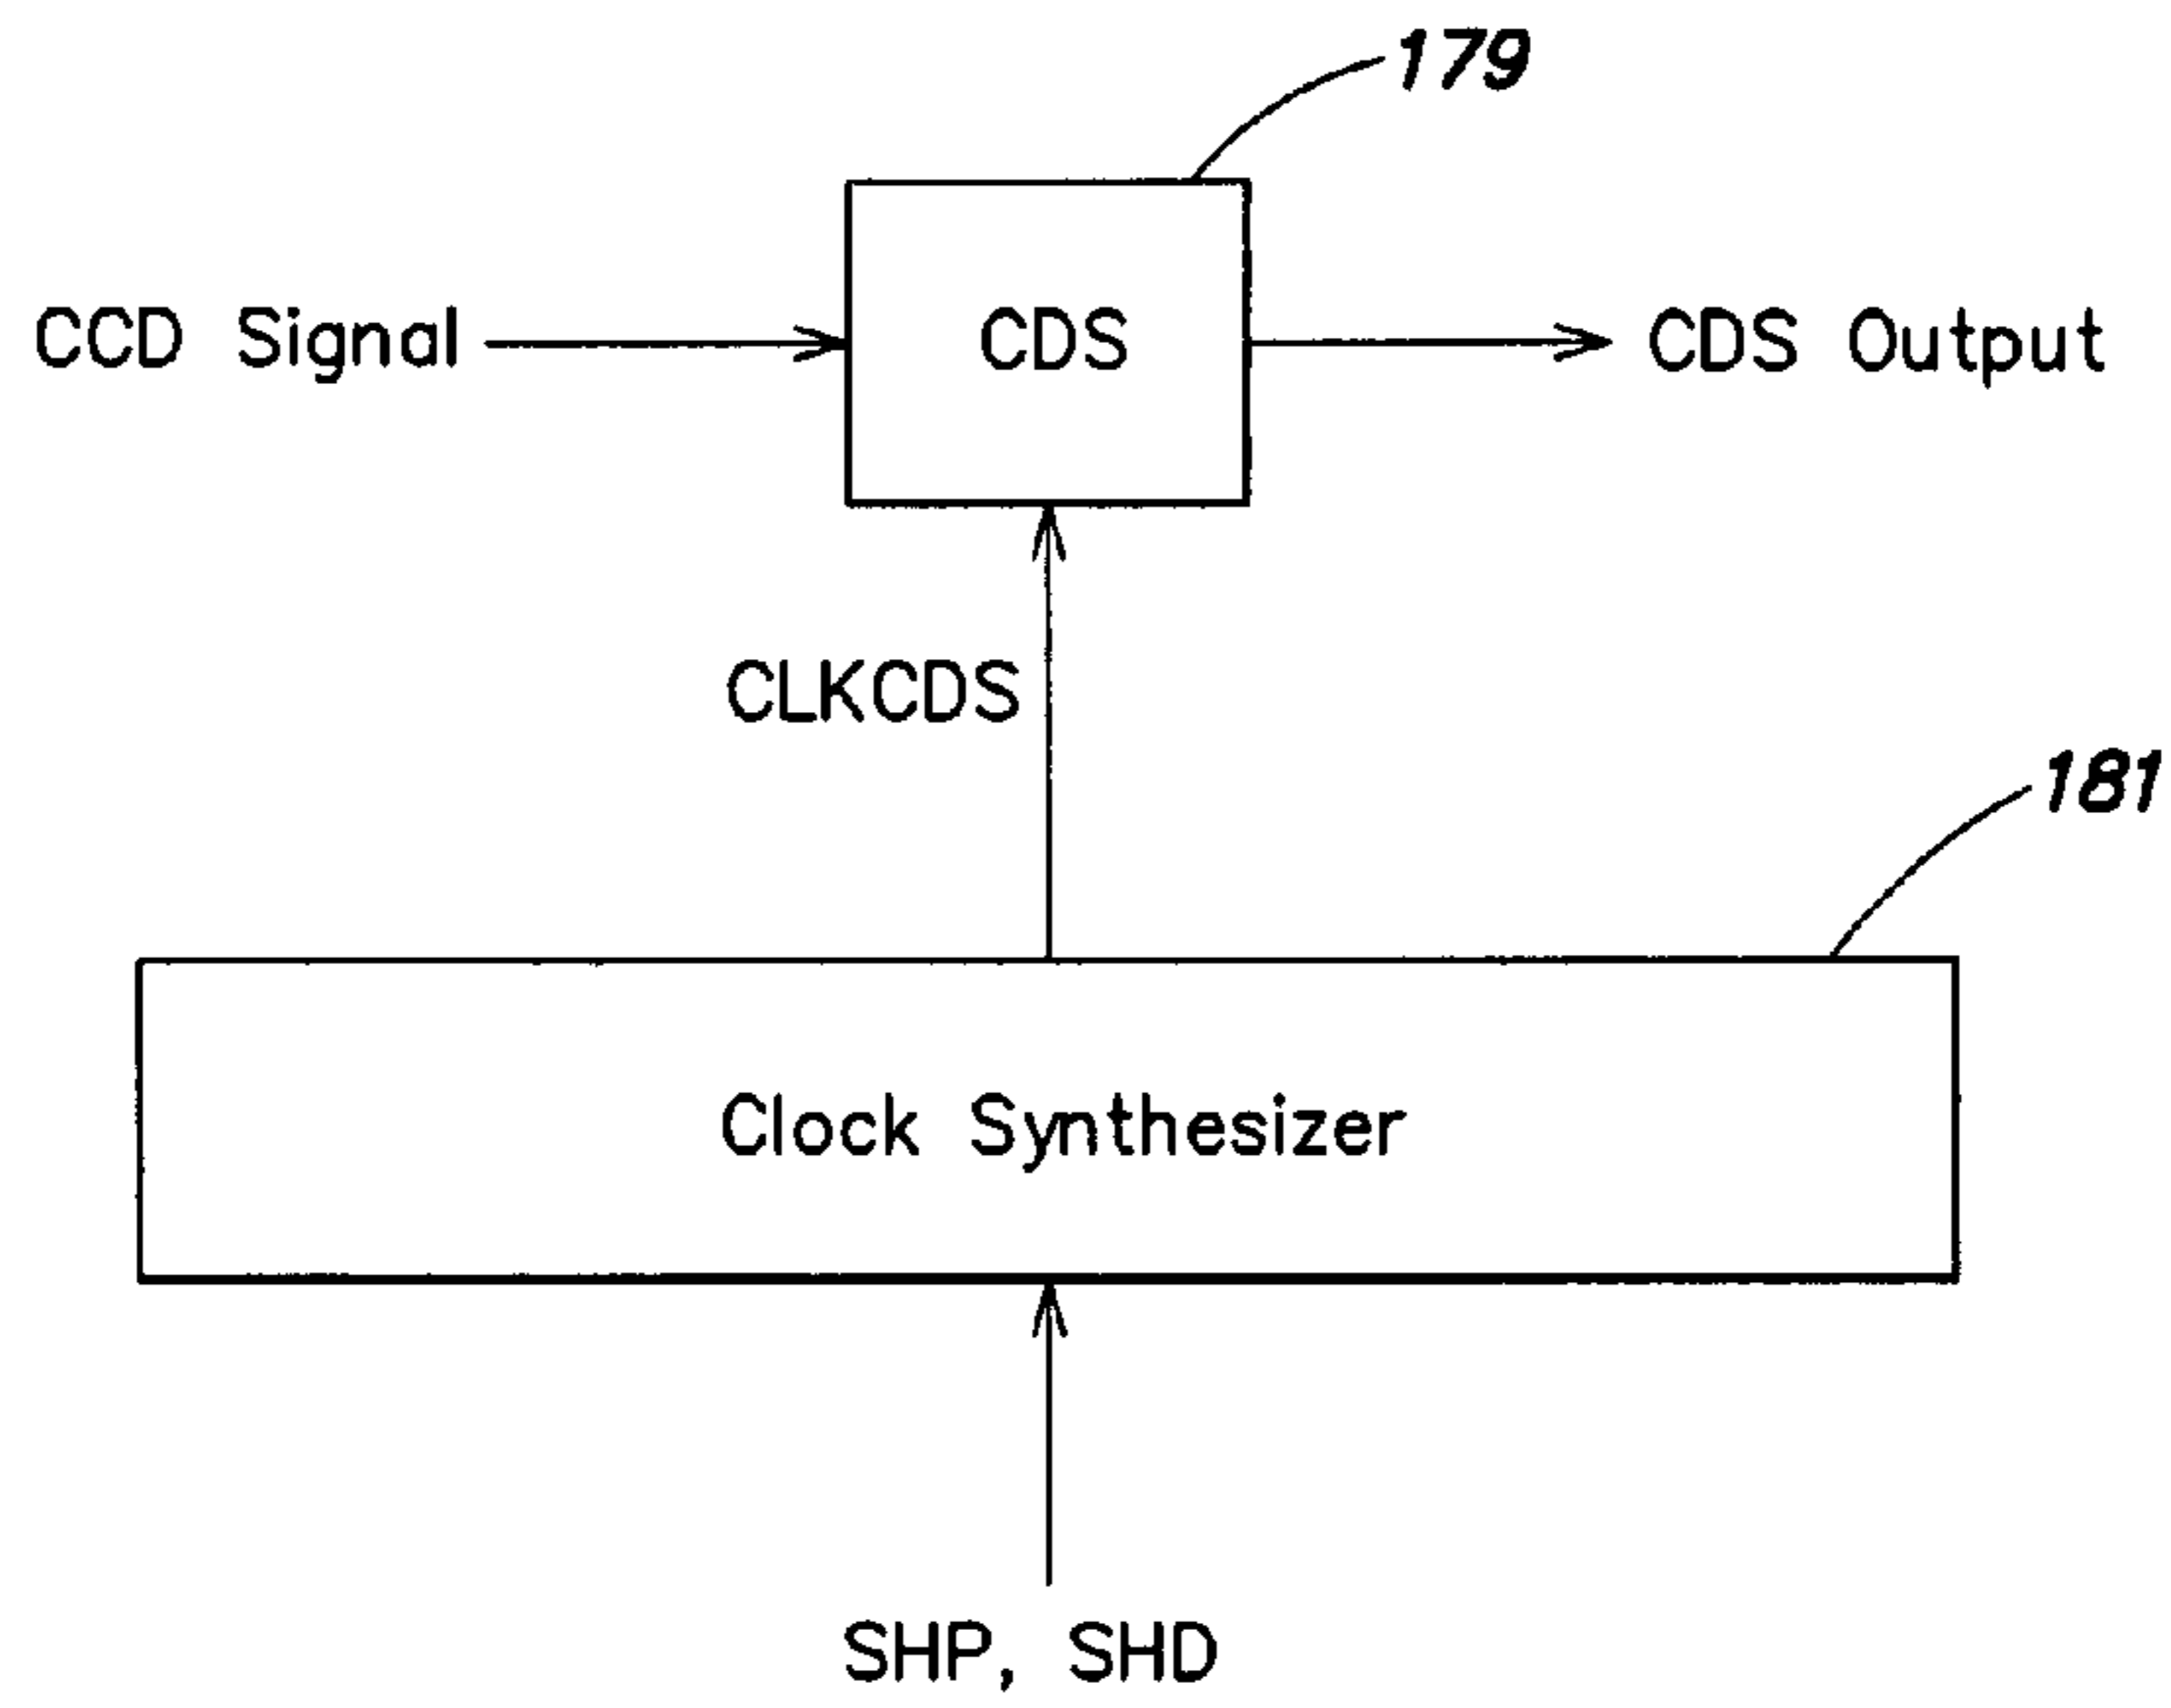 179
CCD Signal
CDS
CDS Output
CLKCDS
181
Clock Synthesizer
SHP, SHD